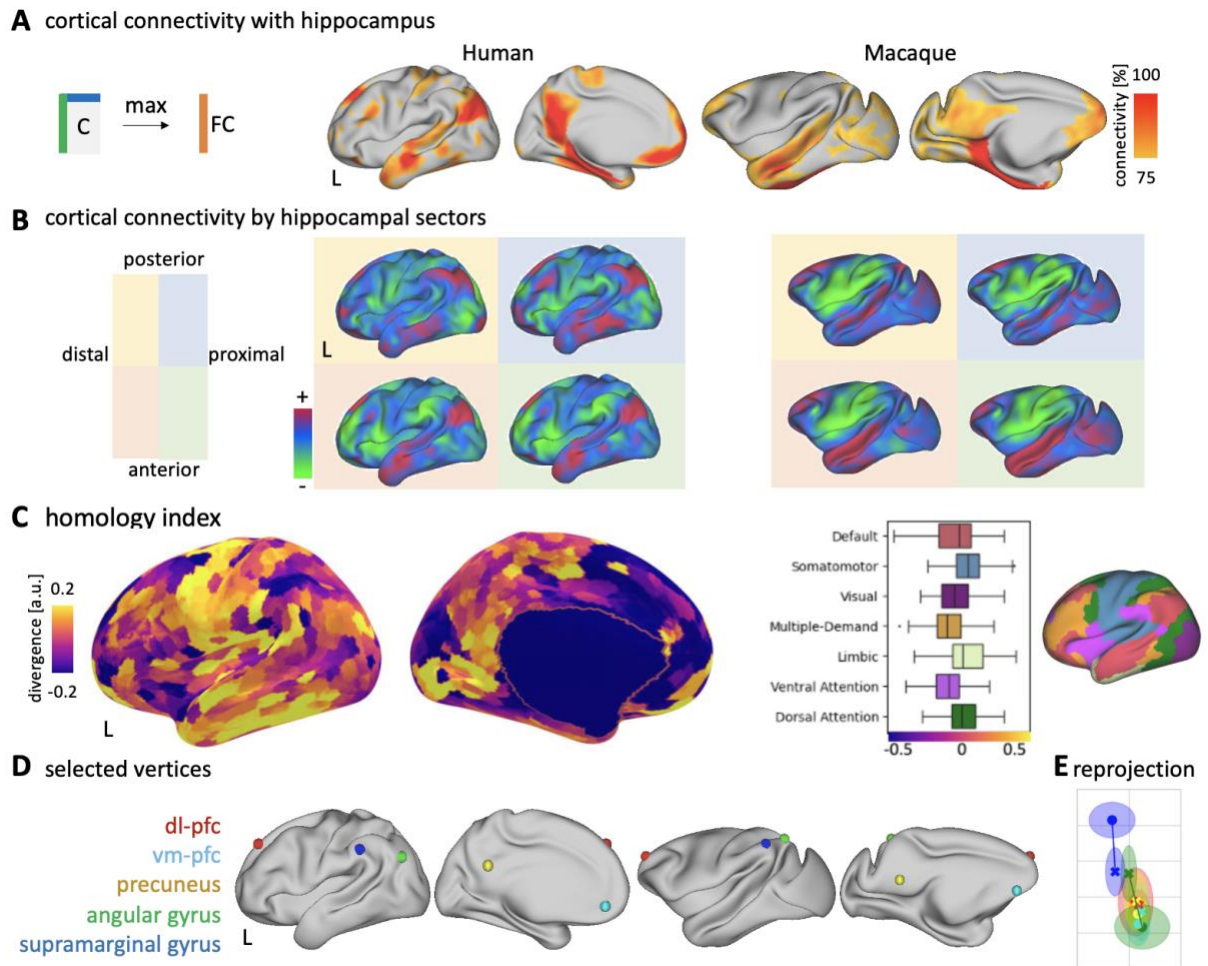 A cortical connectivity with hippocampus
Human
Macaque
C
max
FC
L
connectivity [%]
100
75
B cortical connectivity by hippocampal sectors
posterior
distal
proximal
anterior
L
+
-
C homology index
divergence [a.u.]
0.2
-0.2
L
Default
Somatomotor
Visual
Multiple-Demand
Limbic
Ventral Attention
Dorsal Attention
-0.5 0 0.5
D selected vertices
dl-pfc
vm-pfc
precuneus
angular gyrus
supramarginal gyrus
L
E reprojection